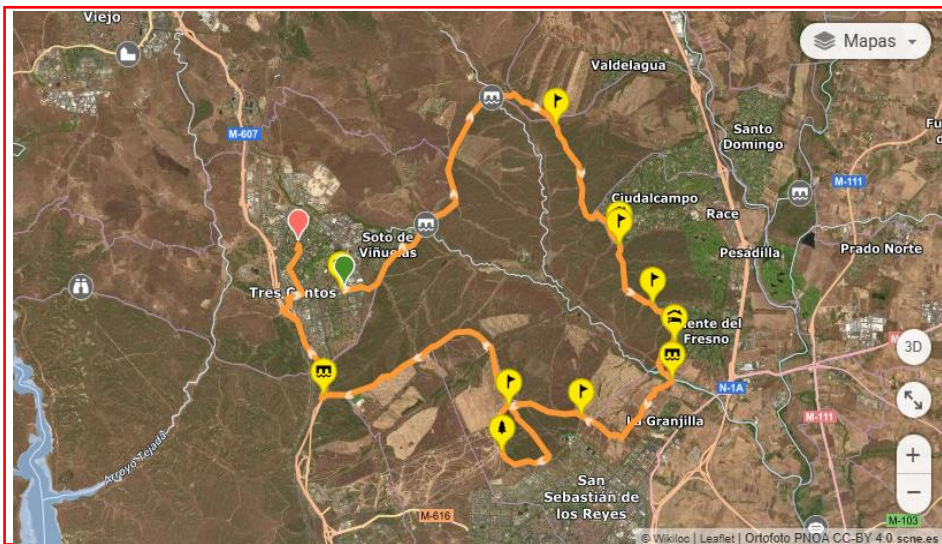 Viejo
Mapas
Valdelagua
M-607
Santo
Domingo
Fu
d
M-111
Ciudalcampo
Race
Soto de
Viñuelas
Pesadilla
Prado Norte
Tres Cantos
ente del
Fresno
3D
N-1A
La Granjilla
M-111
Arroyo Tejada
San
Sebastián de
los Reyes
M-616
M-103
© Wikiloc | Leaflet | Ortofoto PNOA CC-BY 4.0 scne.es